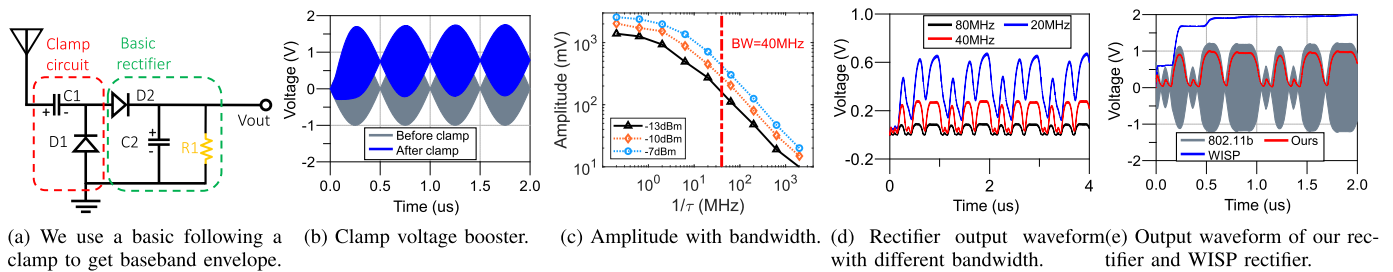 Clamp
circuit
Basic
rectifier
C1
+
-
D2
D1
C2
+
-
R1
Vout
(a) We use a basic following a
clamp to get baseband envelope.
Voltage (V)
2
1
0
-1
-2
Before clamp
After clamp
0.0 0.5 1.0 1.5 2.0
Time (us)
(b) Clamp voltage booster.
Amplitude (mV)
10³
10²
10¹
BW=40MHz
-13dBm
-10dBm
-7dBm
10⁰ 10¹ 10² 10³
1/τ (MHz)
(c) Amplitude with bandwidth.
Voltage (V)
1.0
0.6
0.2
-0.2
80MHz 20MHz
40MHz
0 2 4
Time (us)
(d) Rectifier output waveform
with different bandwidth.
Voltage (V)
2
1
0
-1
2
802.11b Ours
WISP
0.0 0.5 1.0 1.5 2.0
Time (us)
(e) Output waveform of our rec-
tifier and WISP rectifier.